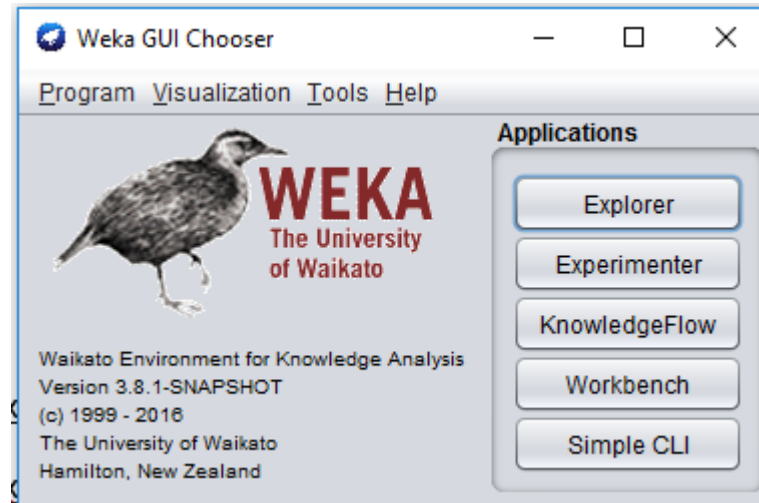 Weka GUI Chooser
Program Visualization Tools Help
WEKA
The University
of Waikato
Waikato Environment for Knowledge Analysis
Version 3.8.1-SNAPSHOT
(c) 1999 - 2016
The University of Waikato
Hamilton, New Zealand
Applications
Explorer
Experimenter
KnowledgeFlow
Workbench
Simple CLI